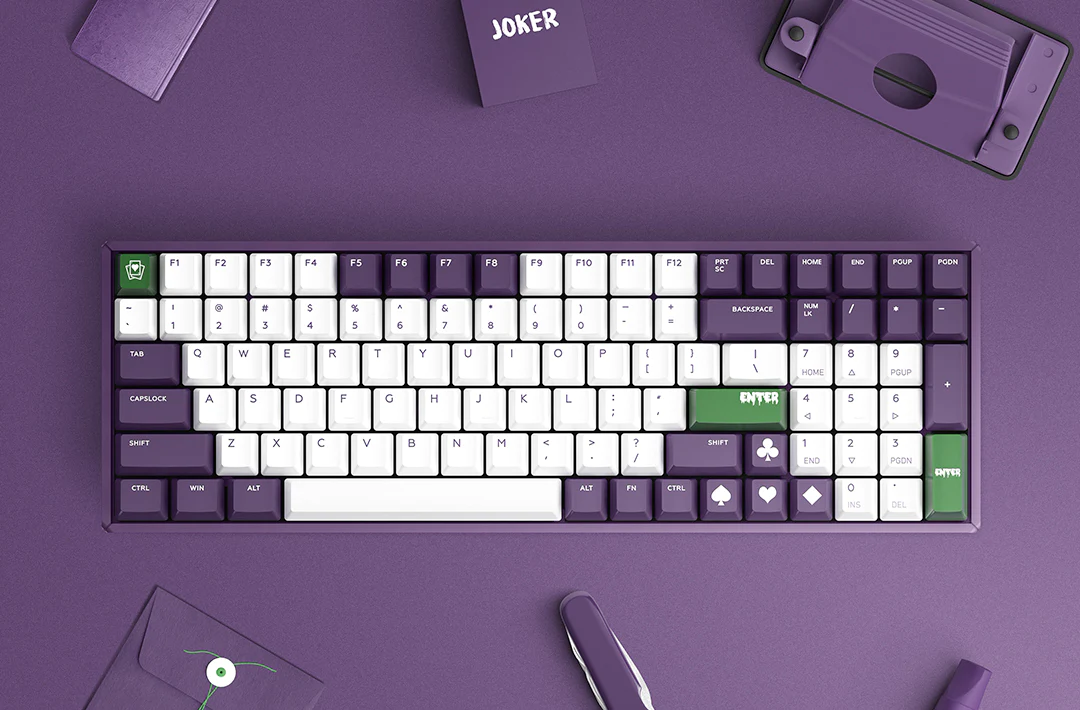 JOKER
F1 F2 F3 F4 F5 F6 F7 F8 F9 F10 F11 F12 PRT SC DEL HOME END PGUP PGDN
~ ` ! 1 @ 2 # 3 $ 4 % 5 ^ 6 & 7 * 8 ( 9 ) 0 _ - + = BACKSPACE NUM LK / * -
TAB Q W E R T Y U I O P { [ } ] | \ 7 HOME 8 △ 9 PGUP +
CAPSLOCK A S D F G H J K L : ; " ' ENTER 4 ◁ 5 6 ▷
SHIFT Z X C V B N M < , > . ? / SHIFT ♣ 1 END 2 ▽ 3 PGDN ENTER
CTRL WIN ALT ALT FN CTRL ♠ ♥ ♦ 0 INS . DEL